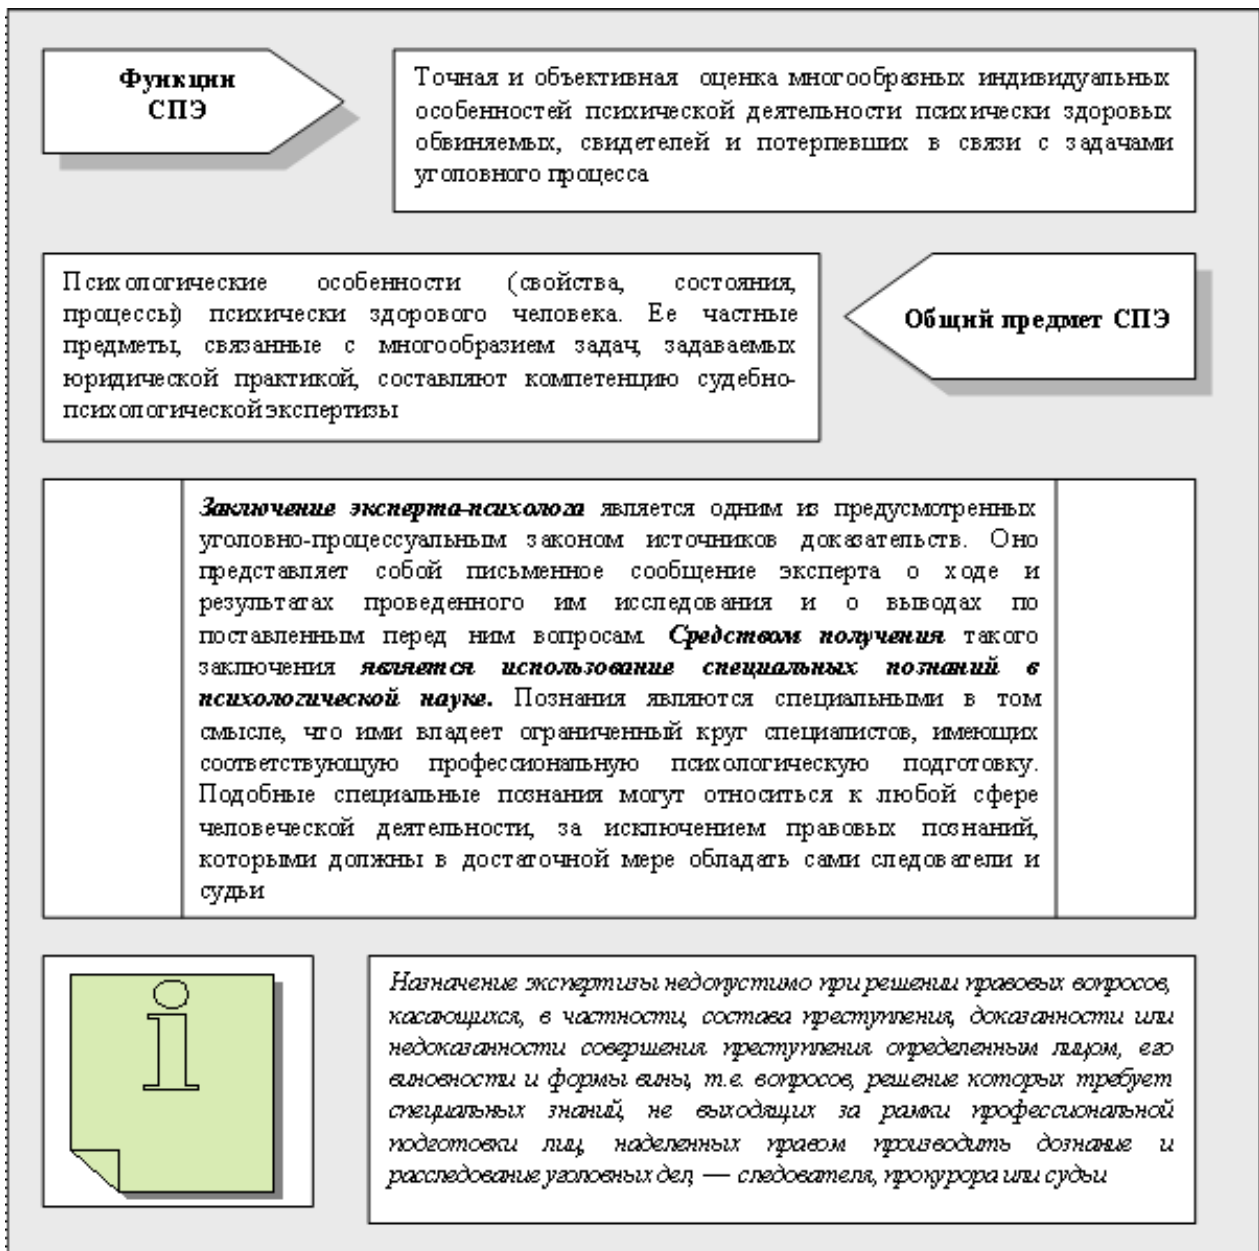 Функции
СПЭ
Точная и объективная оценка многообразных индивидуальных
особенностей психической деятельности психически здоровых
обвиняемых, свидетелей и потерпевших в связи с задачами
уголовного процесса
Психологические особенности (свойства, состояния,
процессы) психически здорового человека. Ее частные
предметы, связанные с многообразием задач, задаваемых
юридической практикой, составляют компетенцию судебно-
психологической экспертизы
Общий предмет СПЭ
Заключение эксперта-психолога является одним из предусмотренных
уголовно-процессуальным законом источников доказательств. Оно
представляет собой письменное сообщение эксперта о ходе и
результатах проведенного им исследования и о выводах по
поставленным перед ним вопросам. Средством получения такого
заключения является использование специальных познаний в
психологической науке. Познания являются специальными в том
смысле, что ими владеет ограниченный круг специалистов, имеющих
соответствующую профессиональную психологическую подготовку.
Подобные специальные познания могут относиться к любой сфере
человеческой деятельности, за исключением правовых познаний,
которыми должны в достаточной мере обладать сами следователи и
судьи
i
Назначение экспертизы недопустимо при решении правовых вопросов,
касающихся, в частности, состава преступления, доказанности или
недоказанности совершения преступления определенным лицом, его
виновности и формы вины, т.е. вопросов, решение которых требует
специальных знаний, не выходящих за рамки профессиональной
подготовки лиц, наделенных правом производить дознание и
расследование уголовных дел, — следователя, прокурора или судьи